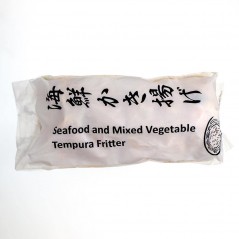 海鮮かき揚げ
Seafood and Mixed Vegetable
Tempura Fritter